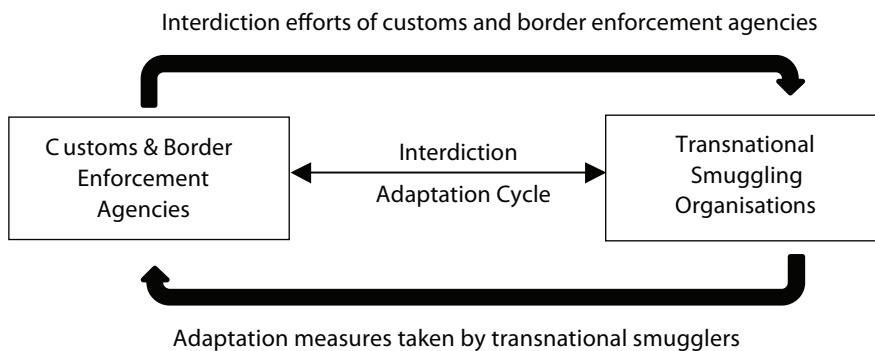 Interdiction efforts of customs and border enforcement agencies
Customs & Border
Enforcement
Agencies
Interdiction
Adaptation Cycle
Transnational
Smuggling
Organisations
Adaptation measures taken by transnational smugglers